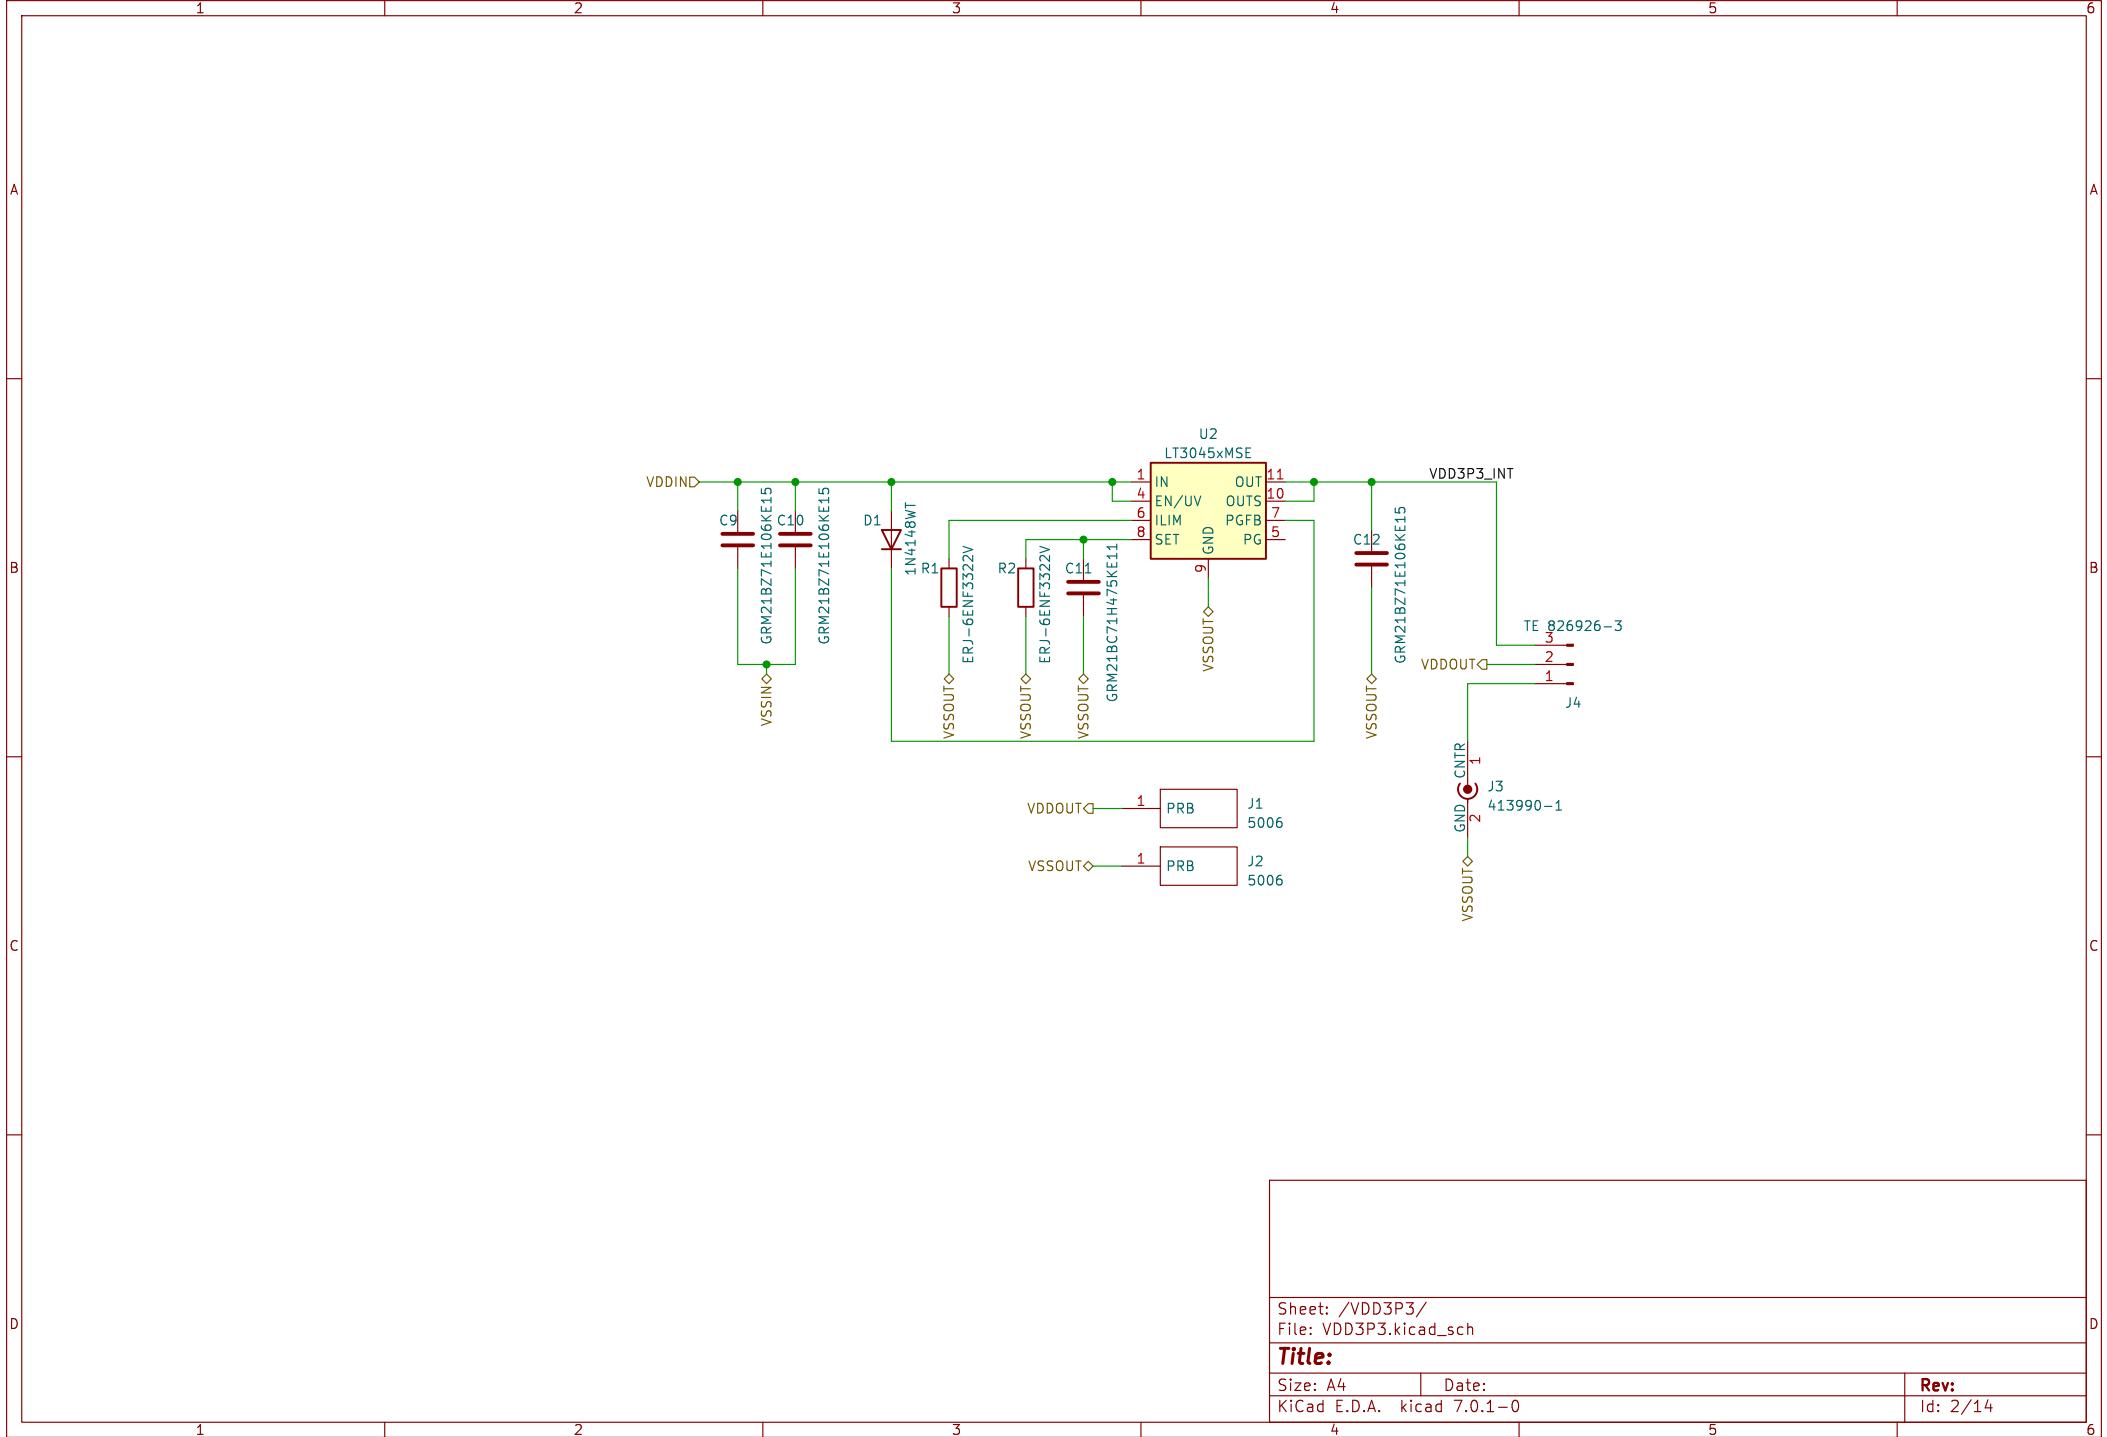 1 2 3 4 5 6
A A
U2
LT3045xMSE
VDDIN
1 IN
4 EN/UV
6 ILIM
8 SET
OUT 11
OUTS 10
PGFB 7
PG 5
GND
9
VSSOUT
VDD3P3_INT
C9
GRM21BZ71E106KE15
C10
GRM21BZ71E106KE15
D1
1N4148WT
R1
ERJ-6ENF3322V
R2
ERJ-6ENF3322V
C11
GRM21BC71H475KE11
C12
GRM21BZ71E106KE15
B B
VSSIN
VSSOUT
VSSOUT
VSSOUT
VSSOUT
TE 826926-3
3
VDDOUT 2
1
J4
CNTR
1
J3
413990-1
GND
2
VSSOUT
VDDOUT 1 PRB
J1
5006
VSSOUT 1 PRB
J2
5006
C C
Sheet: /VDD3P3/
File: VDD3P3.kicad_sch
D D
Title:
Size: A4 Date: Rev:
KiCad E.D.A. kicad 7.0.1-0 Id: 2/14
1 2 3 4 5 6